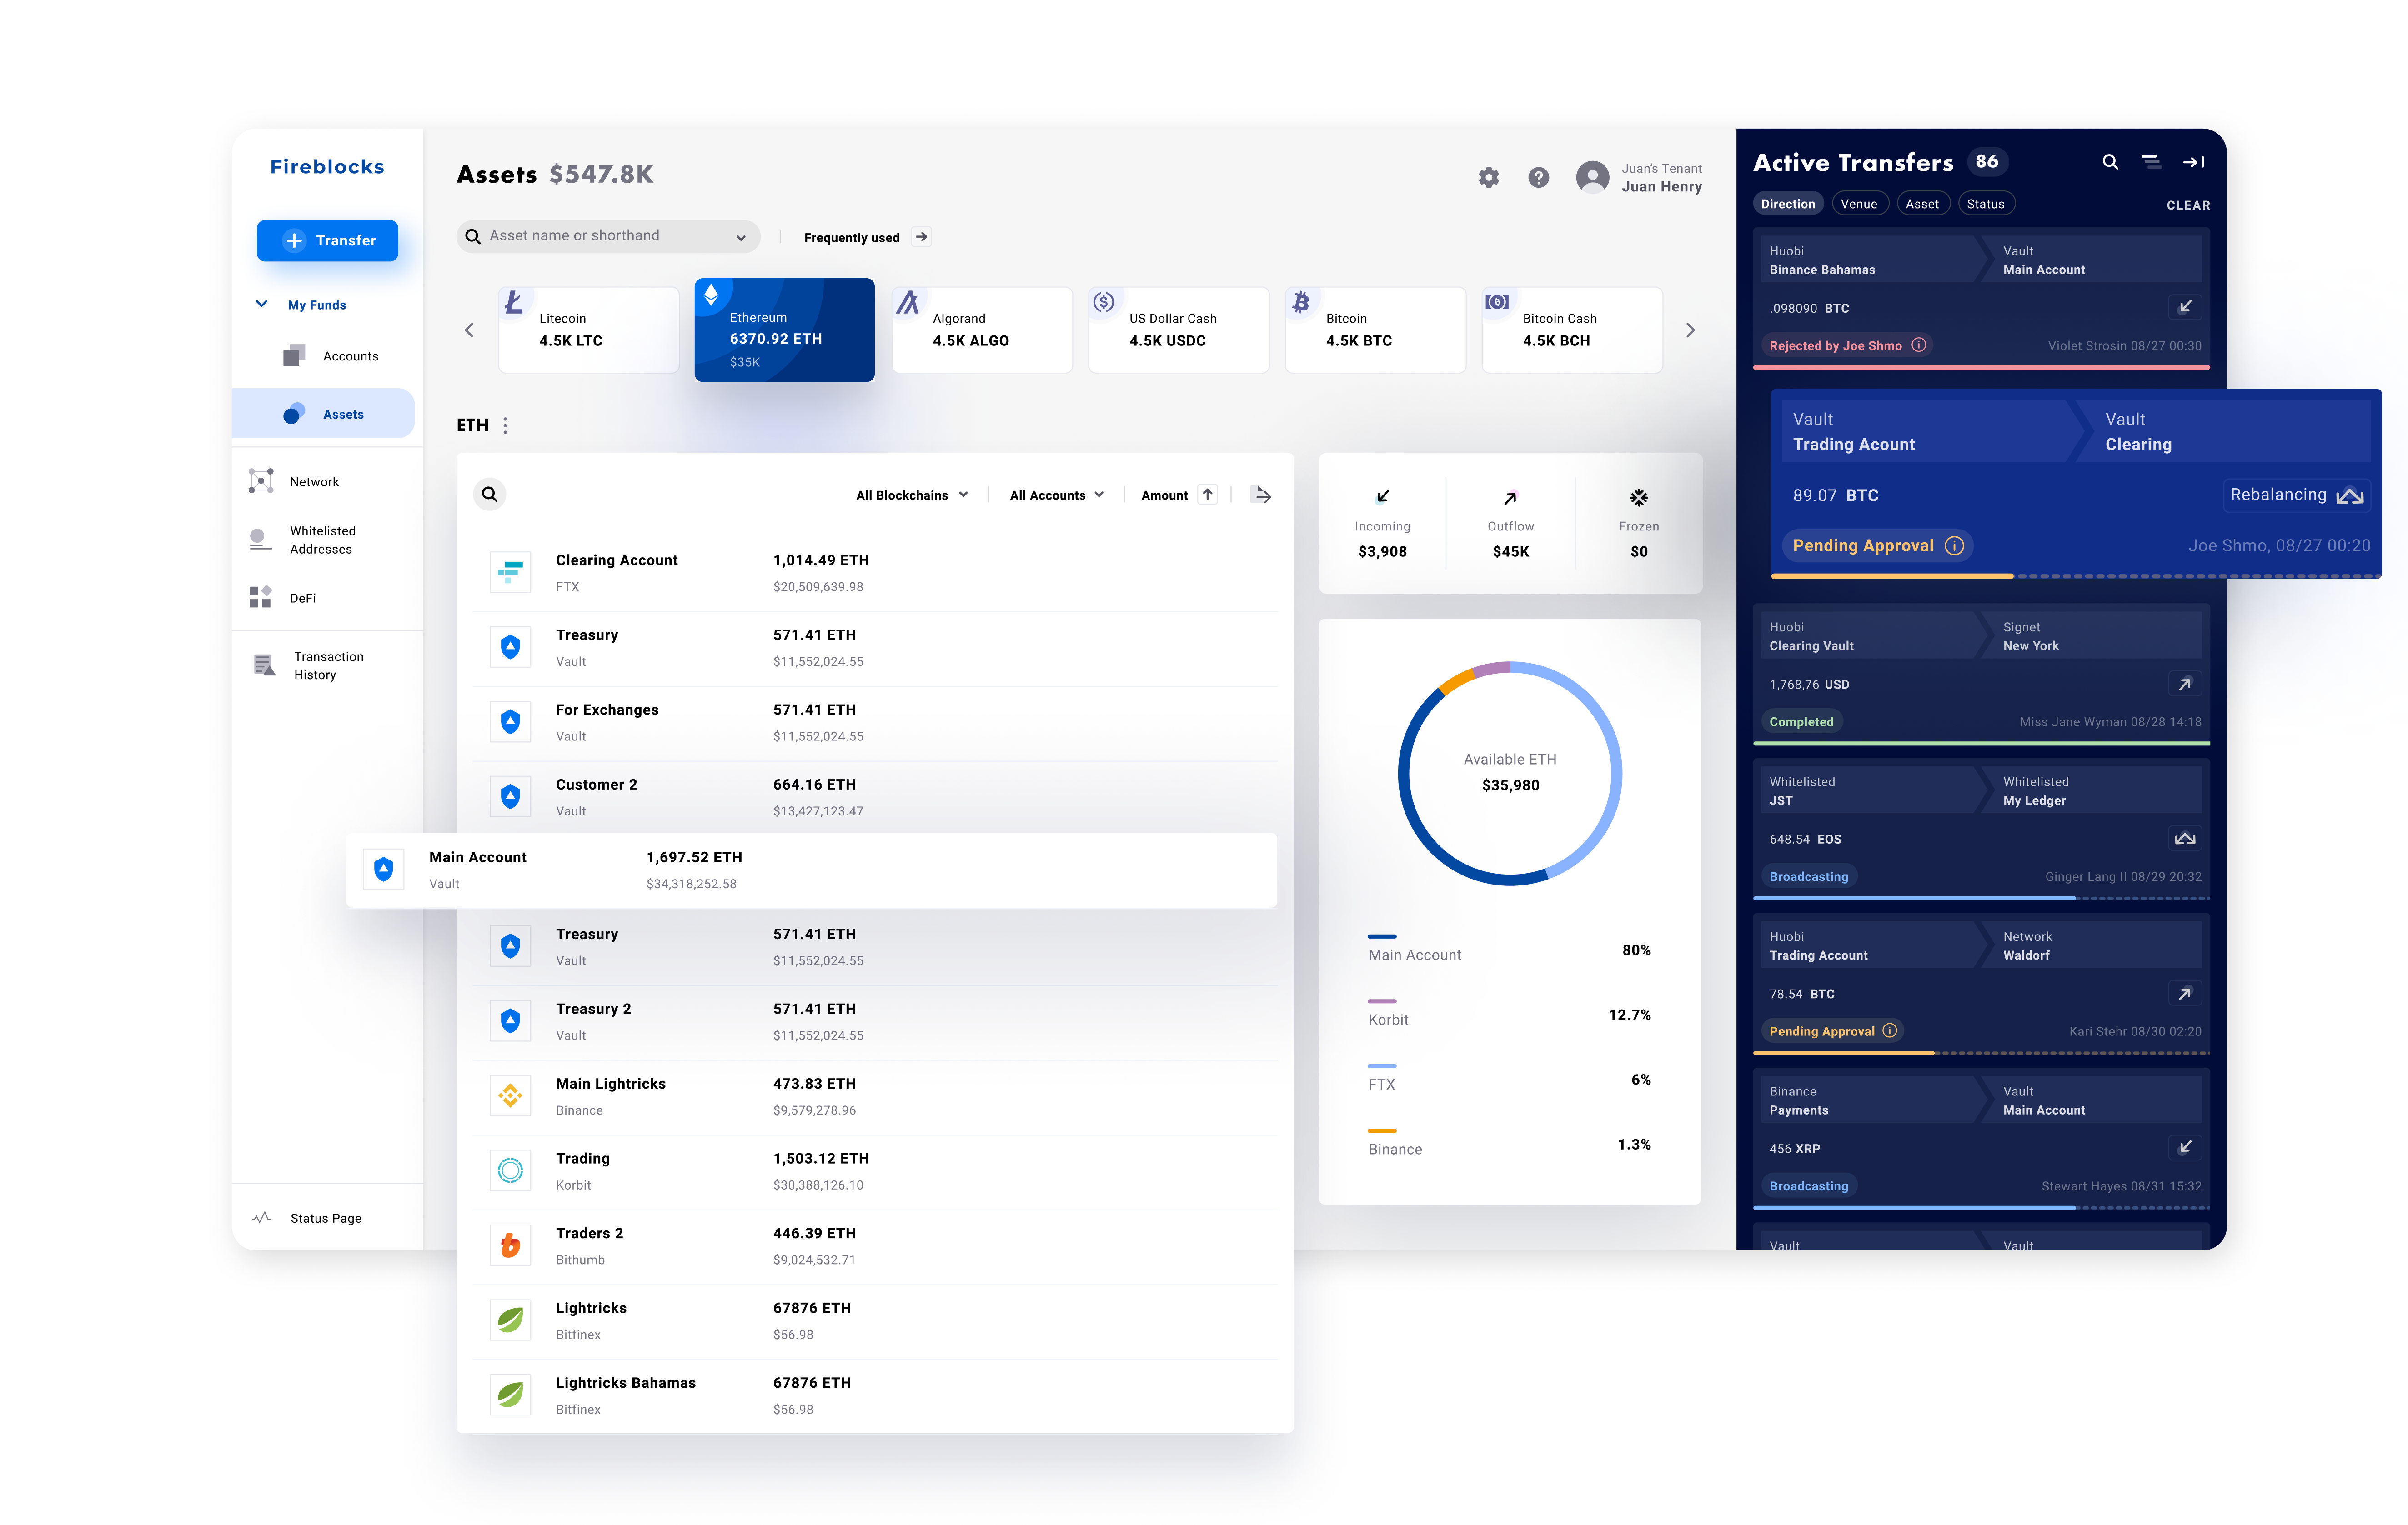 Fireblocks
Transfer
My Funds
Accounts
Assets
Network
Whitelisted
Addresses
DeFi
Transaction
History
Status Page
Assets $547.8K
Juan's Tenant
Juan Henry
Asset name or shorthand
Frequently used
Litecoin
4.5K LTC
Ethereum
6370.92 ETH
$35K
Algorand
4.5K ALGO
US Dollar Cash
4.5K USDC
Bitcoin
4.5K BTC
Bitcoin Cash
4.5K BCH
ETH
All Blockchains
All Accounts
Amount
Clearing Account 1,014.49 ETH
FTX $20,509,639.98
Treasury 571.41 ETH
Vault $11,552,024.55
For Exchanges 571.41 ETH
Vault $11,552,024.55
Customer 2 664.16 ETH
Vault $13,427,123.47
Main Account 1,697.52 ETH
Vault $34,318,252.58
Treasury 571.41 ETH
Vault $11,552,024.55
Treasury 2 571.41 ETH
Vault $11,552,024.55
Main Lightricks 473.83 ETH
Binance $9,579,278.96
Trading 1,503.12 ETH
Korbit $30,388,126.10
Traders 2 446.39 ETH
Bithumb $9,024,532.71
Lightricks 67876 ETH
Bitfinex $56.98
Lightricks Bahamas 67876 ETH
Bitfinex $56.98
Incoming
$3,908
Outflow
$45K
Frozen
$0
Available ETH
$35,980
Main Account 80%
Korbit 12.7%
FTX 6%
Binance 1.3%
Active Transfers 86
Direction Venue Asset Status CLEAR
Huobi Vault
Binance Bahamas Main Account
.098090 BTC
Rejected by Joe Shmo Violet Strosin 08/27 00:30
Vault Vault
Trading Acount Clearing
89.07 BTC Rebalancing
Pending Approval Joe Shmo, 08/27 00:20
Huobi Signet
Clearing Vault New York
1,768,76 USD
Completed Miss Jane Wyman 08/28 14:18
Whitelisted Whitelisted
JST My Ledger
648.54 EOS
Broadcasting Ginger Lang II 08/29 20:32
Huobi Network
Trading Account Waldorf
78.54 BTC
Pending Approval Kari Stehr 08/30 02:20
Binance Vault
Payments Main Account
456 XRP
Broadcasting Stewart Hayes 08/31 15:32
Vault Vault